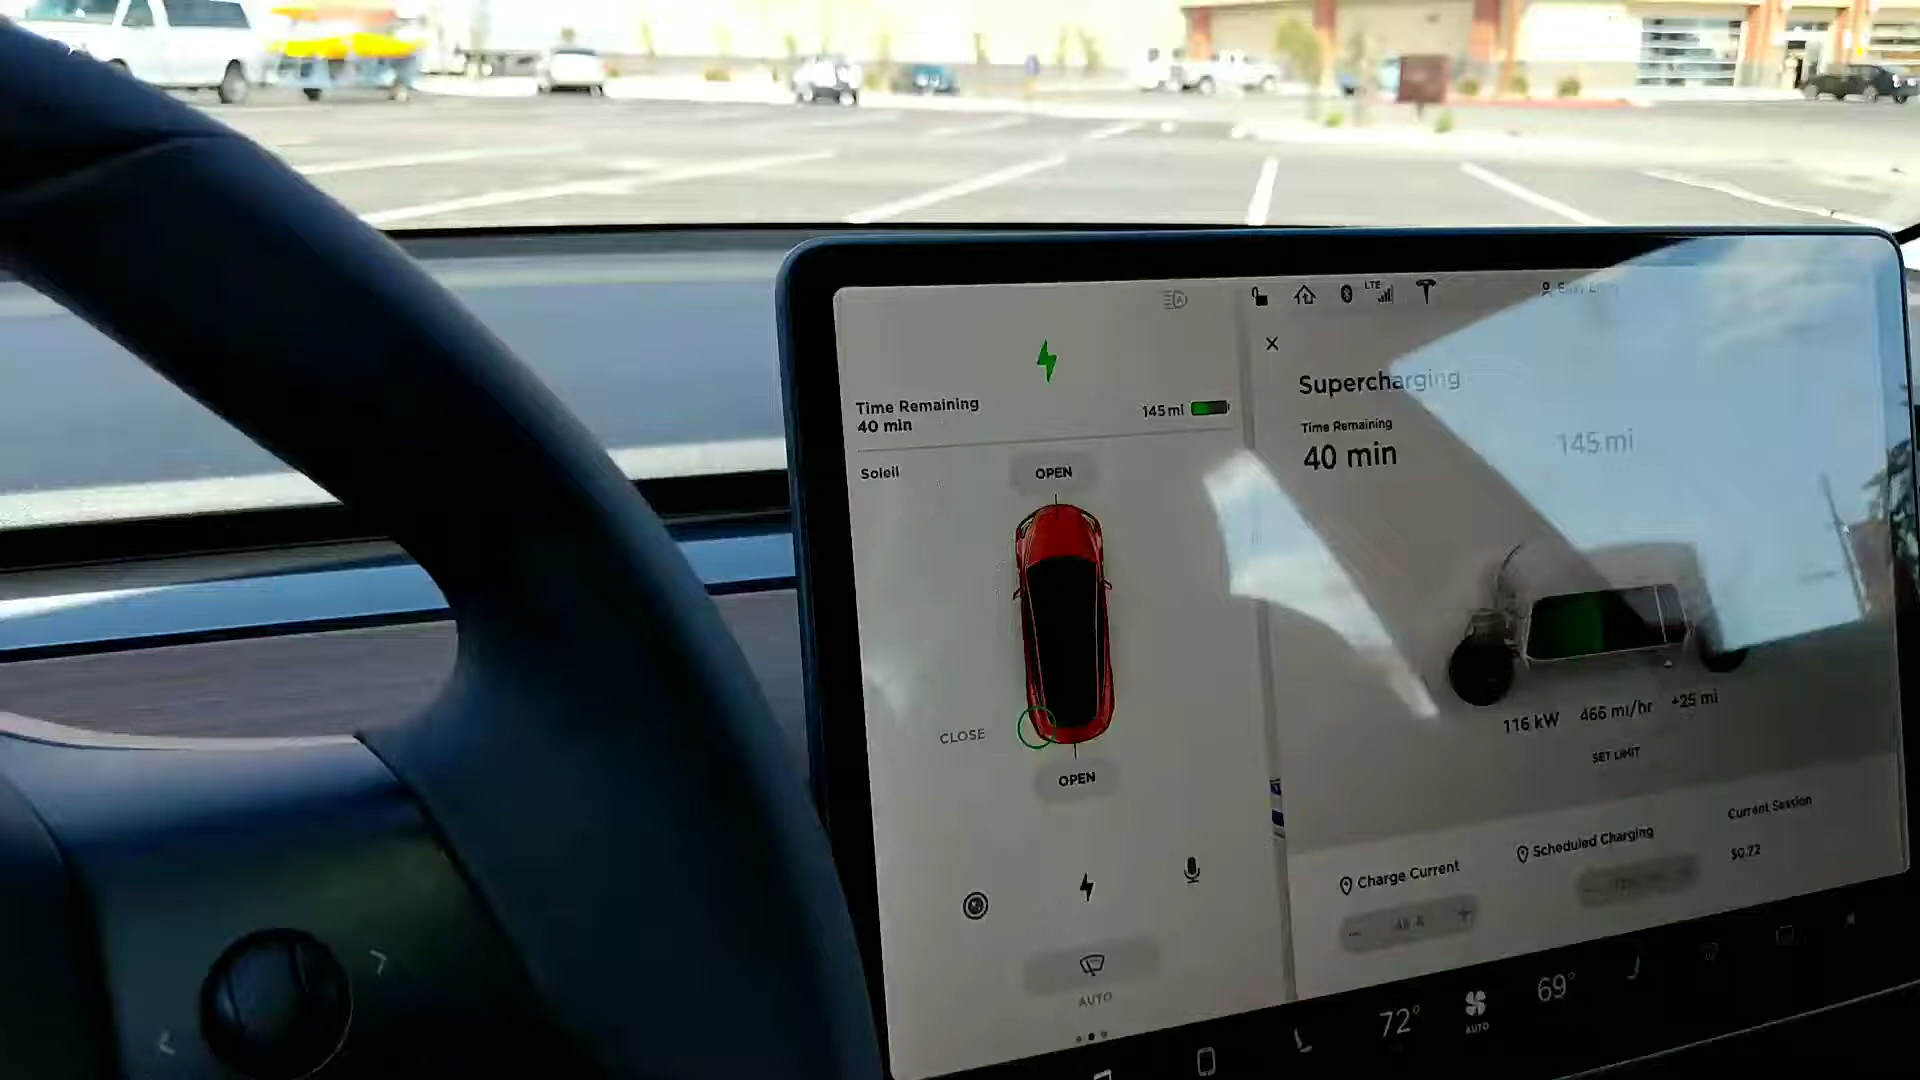 LTE
Time Remaining
40 min
145 mi
Soleil
OPEN
CLOSE
OPEN
AUTO
Supercharging
Time Remaining
40 min
145 mi
116 kW 466 mi/hr +25 mi
SET LIMIT
Charge Current
Scheduled Charging
Current Session
$0.72
72°
AUTO
69°